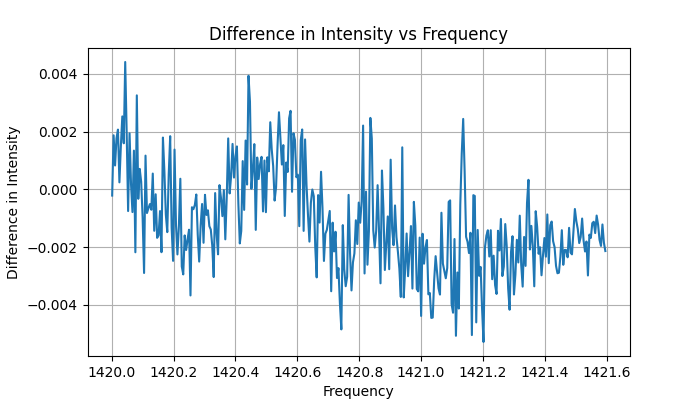 Difference in Intensity vs Frequency
Difference in Intensity
0.004
0.002
0.000
−0.002
−0.004
1420.0 1420.2 1420.4 1420.6 1420.8 1421.0 1421.2 1421.4 1421.6
Frequency